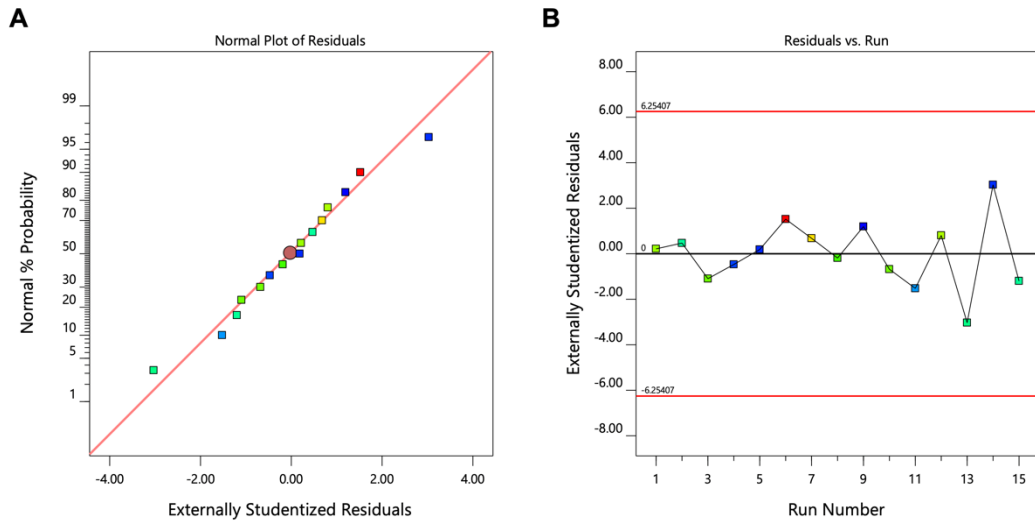 A
Normal Plot of Residuals
Normal % Probability
99
95
90
80
70
50
30
20
10
5
1
-4.00 -2.00 0.00 2.00 4.00
Externally Studentized Residuals
B
Residuals vs. Run
Externally Studentized Residuals
8.00
6.00
4.00
2.00
0.00
-2.00
-4.00
-6.00
-8.00
6.25407
0
-6.25407
1 3 5 7 9 11 13 15
Run Number